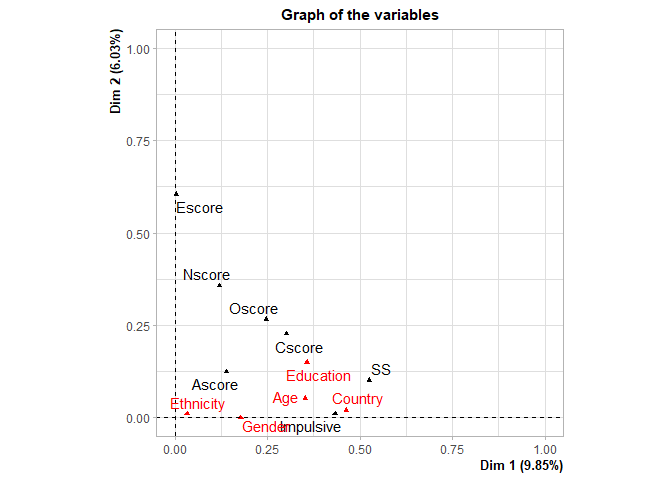 Graph of the variables
Dim 2 (6.03%)
1.00
0.75
0.50
0.25
0.00
Escore
Nscore
Oscore
Cscore
Education
SS
Ascore
Age
Country
Ethnicity
Gender
Impulsive
0.00 0.25 0.50 0.75 1.00
Dim 1 (9.85%)